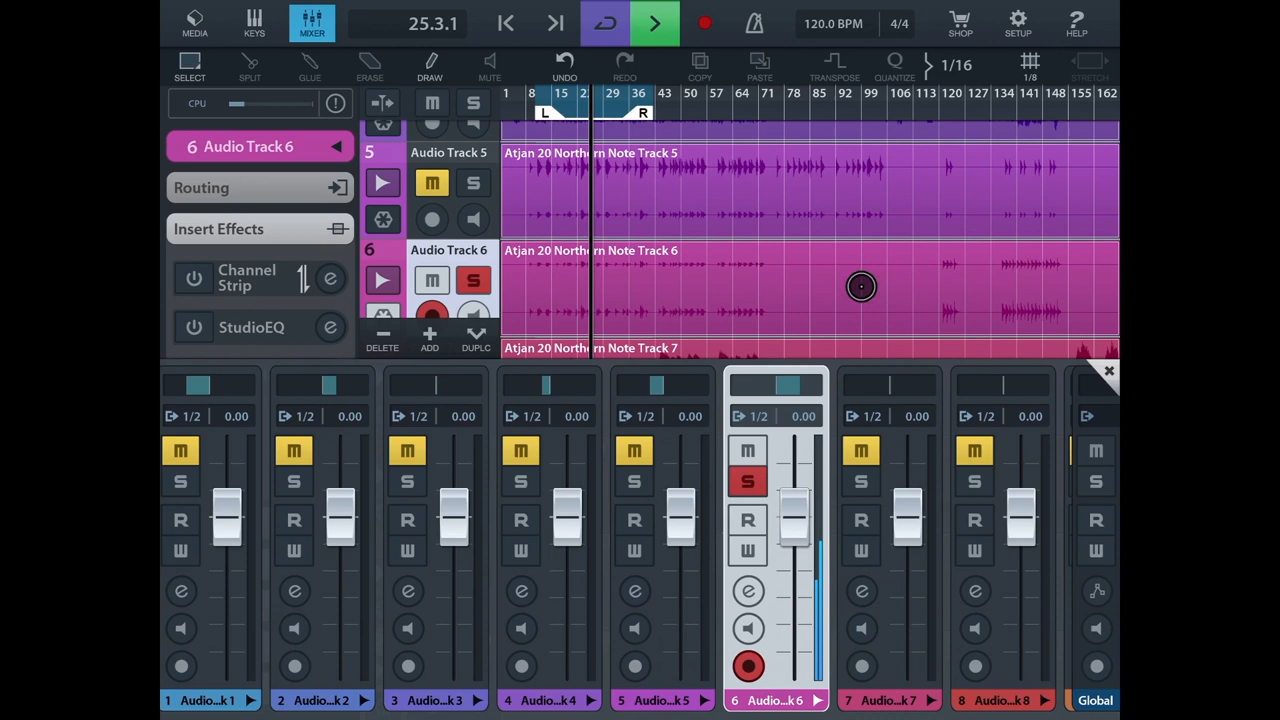 MEDIA KEYS MIXER 25.3.1 120.0 BPM 4/4 SHOP SETUP HELP
SELECT SPLIT GLUE ERASE DRAW MUTE UNDO REDO COPY PASTE TRANSPOSE QUANTIZE 1/16 1/8 STRETCH
CPU M S 1 8 15 22 29 36 43 50 57 64 71 78 85 92 99 106 113 120 127 134 141 148 155 162
L R
6 Audio Track 6
5 Audio Track 5 Atjan 20 Northern Note Track 5
Routing M S
Insert Effects
6 Audio Track 6 Atjan 20 Northern Note Track 6
Channel Strip e M S
StudioEQ e
DELETE ADD DUPLC Atjan 20 Northern Note Track 7
1/2 0.00 1/2 0.00 1/2 0.00 1/2 0.00 1/2 0.00 1/2 0.00 1/2 0.00 1/2 0.00
M M M M M M M M M
S S S S S S S S S
R R R R R R R R R
W W W W W W W W W
e e e e e e e e
1 Audio...k1 2 Audio...k2 3 Audio...k3 4 Audio...k4 5 Audio...k5 6 Audio...k6 7 Audio...k7 8 Audio...k8 Global